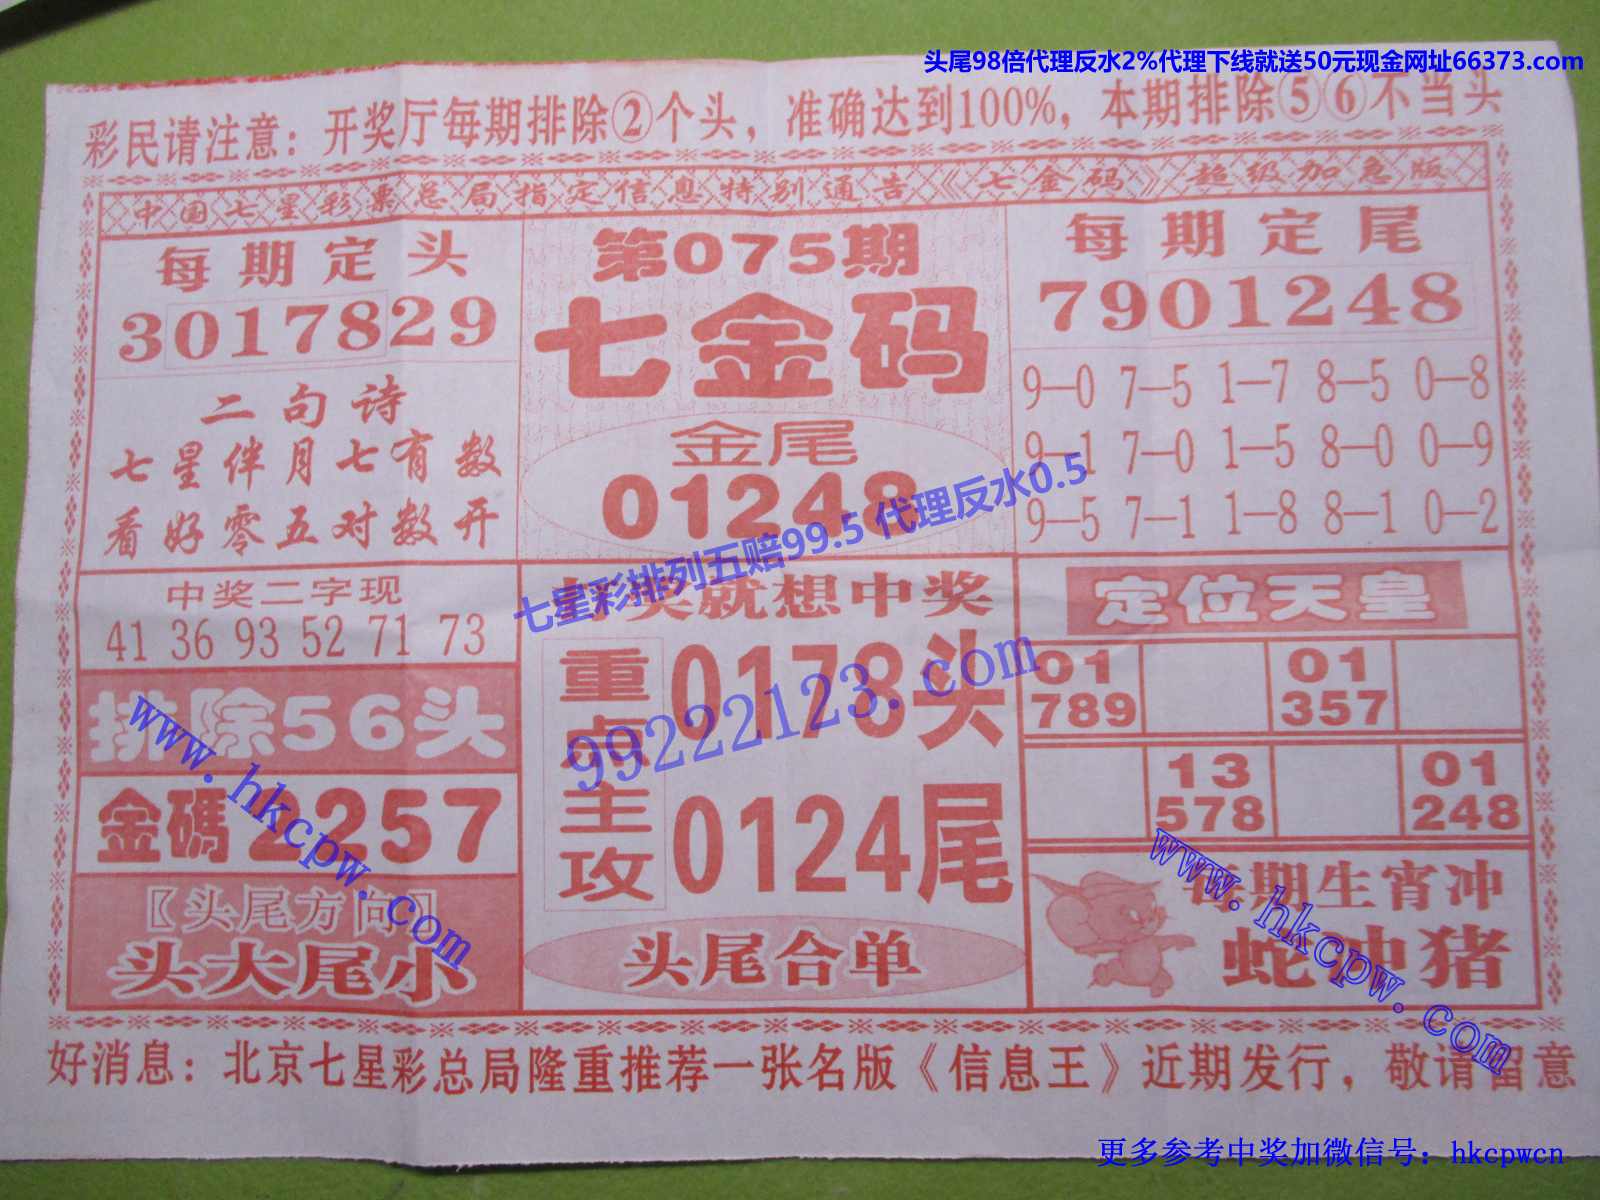 头尾98倍代理反水2%代理下线就送50元现金网址66373.com
彩民请注意：开奖厅每期排除②个头，准确达到100%，本期排除⑤⑥不当头
中国七星彩票总局指定信息特别通告《七金码》超级加急版
每期定头
3017829
二句诗
七星伴月七有数
看好零五对数开
中奖二字现
41 36 93 52 71 73
排除56头
金碼2257
〖头尾方向〗
头大尾小
第075期
七金码
金尾
01248
七星彩排列五赔99.5 代理反水0.5
奖就想中奖
重点主攻
0178头
0124尾
99222123.com
头尾合单
每期定尾
7901248
9—0 7—5 1—7 8—5 0—8
9—1 7—0 1—5 8—0 0—9
9—5 7—1 1—8 8—1 0—2
定位天皇
01 789
01 357
13 578
01 248
每期生肖冲
蛇冲猪
www.hkcpw.com
www.hkcpw.com
好消息：北京七星彩总局隆重推荐一张名版《信息王》近期发行，敬请留意
更多参考中奖加微信号：hkcpwcn